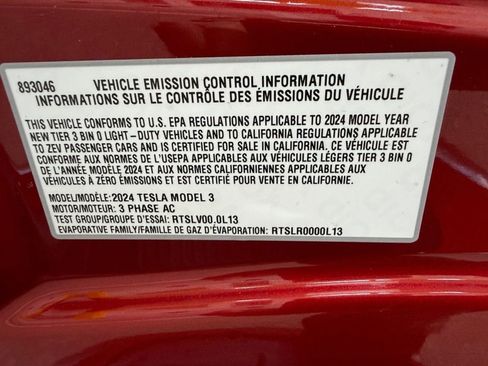 893046
VEHICLE EMISSION CONTROL INFORMATION
INFORMATIONS SUR LE CONTRÔLE DES ÉMISSIONS DU VÉHICULE
THIS VEHICLE CONFORMS TO U.S. EPA REGULATIONS APPLICABLE TO 2024 MODEL YEAR
NEW TIER 3 BIN 0 LIGHT-DUTY VEHICLES AND TO CALIFORNIA REGULATIONS APPLICABLE
TO ZEV PASSENGER CARS AND IS CERTIFIED FOR SALE IN CALIFORNIA. CE VÉHICULE EST
CONFORME AUX NORMES DE L'USEPA APPLICABLES AUX VÉHICULES LÉGERS TIER 3 BIN 0
DE L'ANNÉE MODÈLE 2024 ET AUX NORMES CALIFORNIENNES APPLICABLES AUX VÉHICULES
À ZÉRO ÉMISSIONS ET EST CERTIFIÉ POUR VENTE EN CALIFORNIE.
MODEL/MODÈLE: 2024 TESLA MODEL 3
MOTOR/MOTEUR: 3 PHASE AC
TEST GROUP/GROUPE D'ESSAI: RTSLV00.0L13
EVAPORATIVE FAMILY/FAMILLE DE GAZ D'ÉVAPORATION: RTSLR0000L13